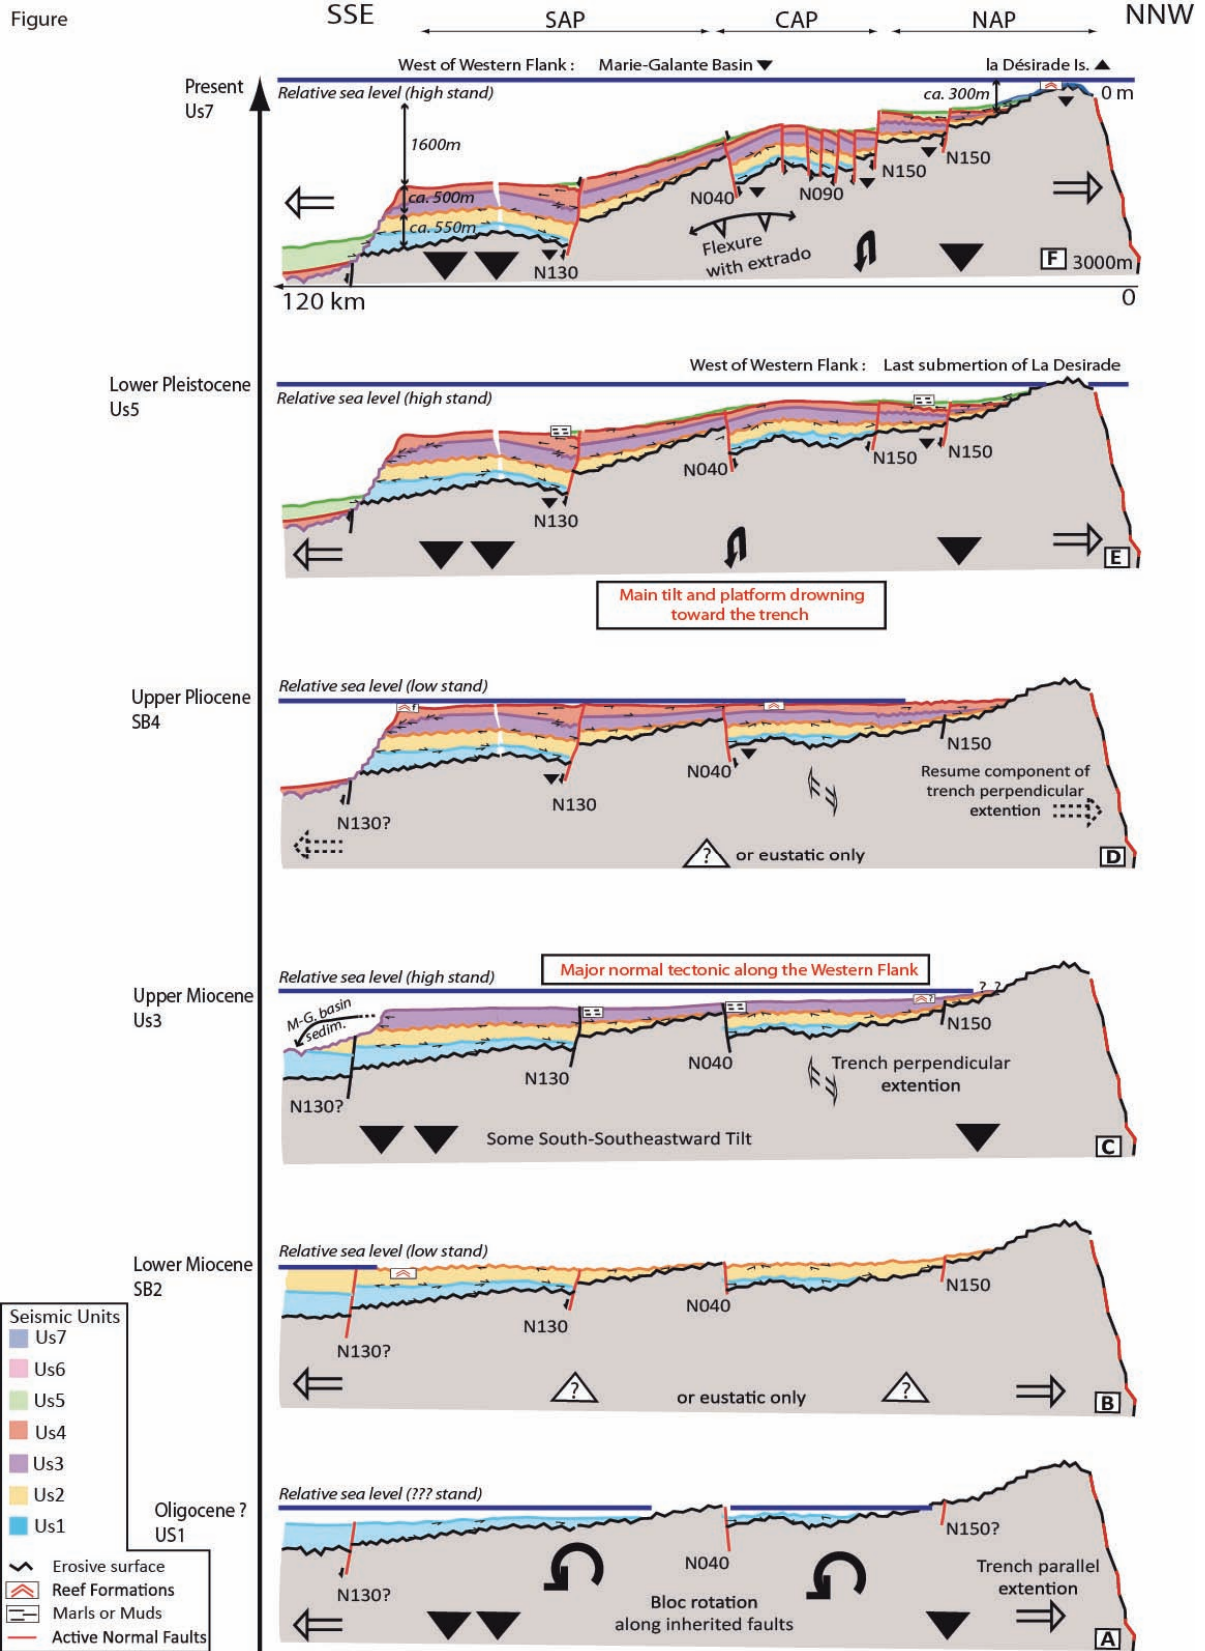 Figure
SSE
SAP
CAP
NAP
NNW
West of Western Flank : Marie-Galante Basin
la Désirade Is.
Present
Us7
Relative sea level (high stand)
ca. 300m
0 m
1600m
ca. 500m
ca. 550m
N130
N040
N090
N150
N150
Flexure
with extrado
F
3000m
120 km
0
Lower Pleistocene
Us5
West of Western Flank : Last submertion of La Desirade
Relative sea level (high stand)
N130
N040
N150
N150
E
Main tilt and platform drowning
toward the trench
Upper Pliocene
SB4
Relative sea level (low stand)
f
N130?
N130
N040
N150
Resume component of
trench perpendicular
extention
? or eustatic only
D
Upper Miocene
Us3
Major normal tectonic along the Western Flank
Relative sea level (high stand)
? ?
?
M-G. basin
sedim.
N130?
N130
N040
N150
Trench perpendicular
extention
Some South-Southeastward Tilt
C
Lower Miocene
SB2
Relative sea level (low stand)
N130?
N130
N040
N150
? or eustatic only ?
B
Oligocene ?
US1
Relative sea level (??? stand)
N130?
N040
N150?
Bloc rotation
along inherited faults
Trench parallel
extention
A
Seismic Units
Us7
Us6
Us5
Us4
Us3
Us2
Us1
Erosive surface
Reef Formations
Marls or Muds
Active Normal Faults